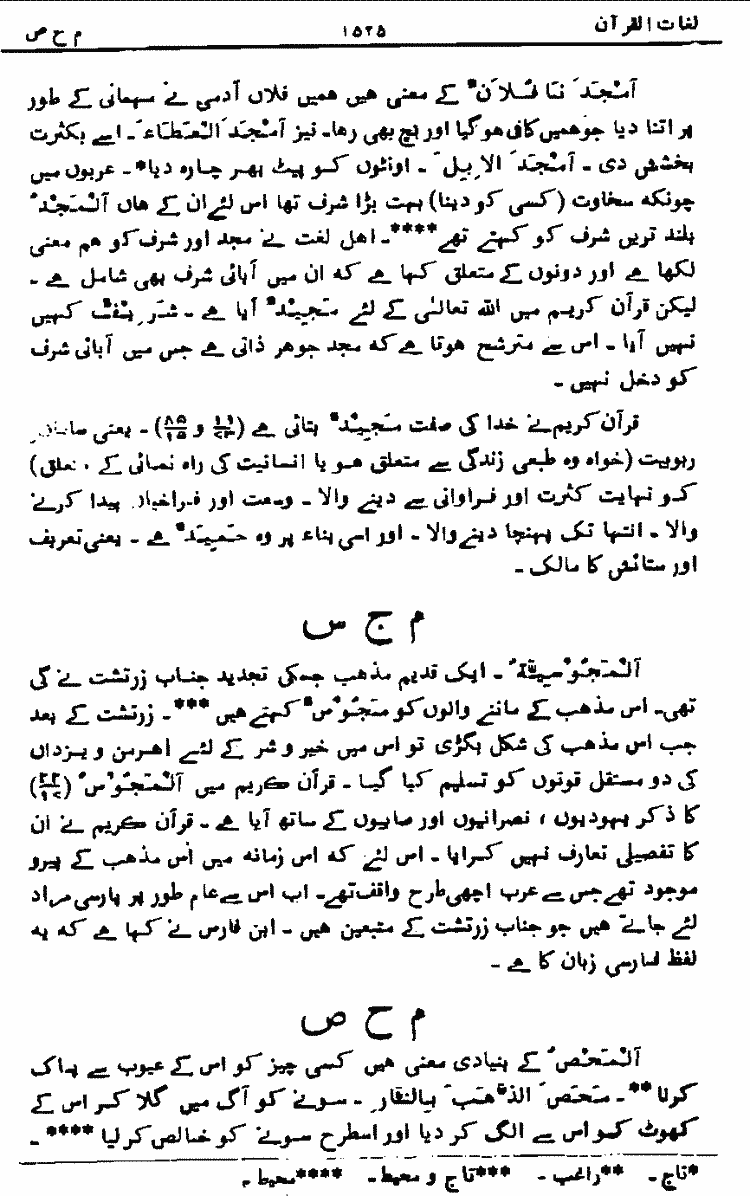 لغات القرآن ۱۵۲۵ م ح ص
اَمْجَدَ نَا فُلَانٌ کے معنی ہیں ہمیں فلاں آدمی نے مہمانی کے طور
پر اتنا دیا جو ہمیں کافی ہو گیا اور بچ بھی رہا۔ نیز اَمْجَدَ الْعَطَاءَ۔ اسے بکثرت
بخشش دی۔ اَمْجَدَ الْاِبِلَ۔ اونٹوں کو پیٹ بھر چارہ دیا*۔ عربوں میں
چونکہ سخاوت (کسی کو دینا) بہت بڑا شرف تھا اس لئے ان کے ہاں اَلْمَجْدُ
بلند تریں شرف کو کہتے تھے****۔ اہل لغت نے مجد اور شرف کو ہم معنی
لکھا ہے اور دونوں کے متعلق کہا ہے کہ ان میں آبائی شرف بھی شامل ہے۔
لیکن قرآن کریم میں اللہ تعالیٰ کے لئے مَجِیْدٌ آیا ہے۔ شَرِیْفٌ کہیں
نہیں آیا۔ اس سے مترشح ہوتا ہے کہ مجد جوہر ذاتی ہے جس میں آبائی شرف
کو دخل نہیں۔
قرآن کریم نے خدا کی صفت مَجِیْدٌ بتائی ہے (۱۱/۷۳ و ۸۵/۱۵)۔ یعنی سامان
ربوبیت (خواہ وہ طبعی زندگی سے متعلق ہو یا انسانیت کی راہ نمائی کے متعلق)
کو نہایت کثرت اور فراوانی سے دینے والا۔ وسعت اور فراخیاں پیدا کرنے
والا۔ انتہا تک پہنچا دینے والا۔ اور اسی بناء پر وہ حَمِیْدٌ ہے۔ یعنی تعریف
اور ستائش کا مالک۔
م ج س
اَلْمَجُوْسِیَّةُ۔ ایک قدیم مذہب جسکی تجدید جناب زرتشت نے کی
تھی۔ اس مذہب کے ماننے والوں کو مَجُوْسٌ کہتے ہیں***۔ زرتشت کے بعد
جب اس مذہب کی شکل بگڑی تو اس میں خیر و شر کے لئے اہرمن و یزداں
کی دو مستقل قوتوں کو تسلیم کیا گیا۔ قرآن کریم میں اَلْمَجُوْسُ (۲۲/۱۷)
کا ذکر یہودیوں، نصرانیوں اور صابیوں کے ساتھ آیا ہے۔ قرآن کریم نے ان
کا تفصیلی تعارف نہیں کرایا۔ اس لئے کہ اس زمانہ میں اس مذہب کے پیرو
موجود تھے جس سے عرب اچھی طرح واقف تھے۔ اب اس سے عام طور پر پارسی مراد
لئے جاتے ہیں جو جناب زرتشت کے متبعین ہیں۔ ابن فارس نے کہا ہے کہ یہ
لفظ فارسی زبان کا ہے۔
م ح ص
اَلْمَحْصُ کے بنیادی معنی ہیں کسی چیز کو اس کے عیوب سے پاک
کرنا**۔ مَحَصَ الذَّهَبَ بِالنَّارِ۔ سونے کو آگ میں گلا کر اس کے
کھوٹ کو اس سے الگ کر دیا اور اسطرح سونے کو خالص کر لیا****۔
*تاج۔ **راغب۔ ***تاج و محیط۔ ****محیط۔